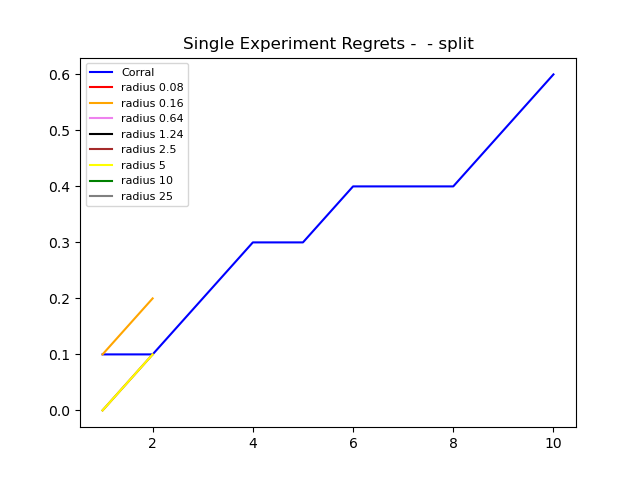 Single Experiment Regrets -  - split
Corral
radius 0.08
radius 0.16
radius 0.64
radius 1.24
radius 2.5
radius 5
radius 10
radius 25
0.6
0.5
0.4
0.3
0.2
0.1
0.0
2 4 6 8 10